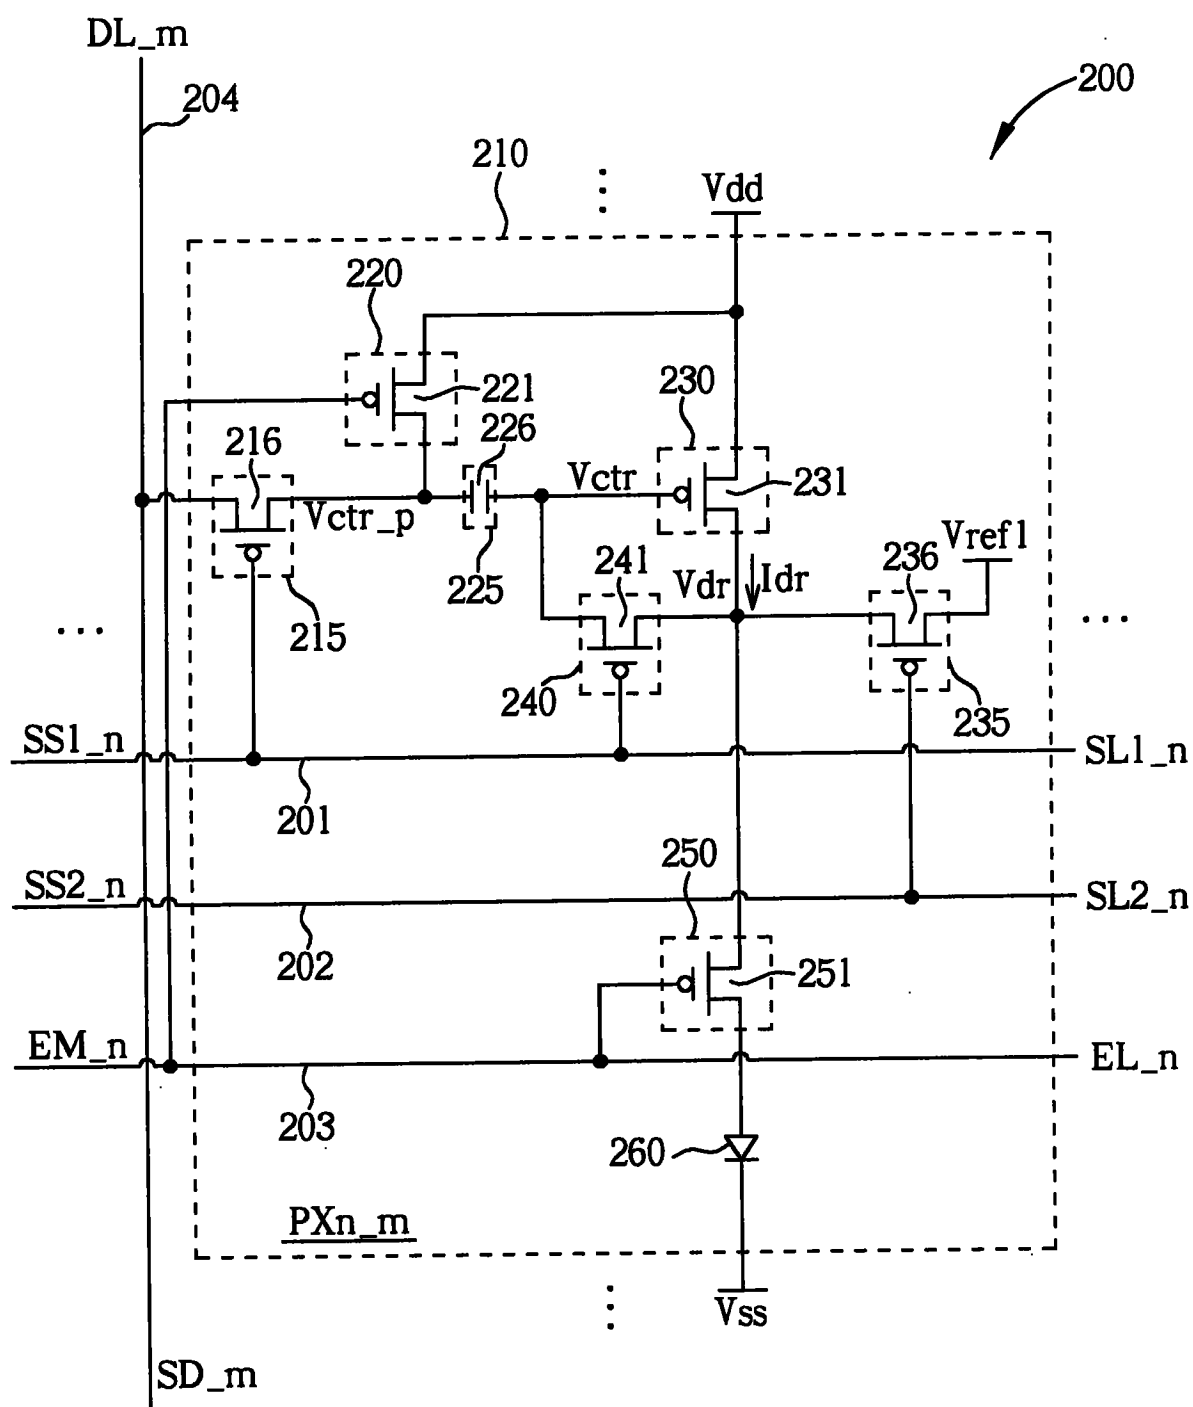 DL_m
204
200
210
Vdd
220
221
230
226
216
Vctr
231
Vctr_p
225
241
Vdr
Idr
236
Vref1
215
240
235
SS1_n
SL1_n
201
SS2_n
250
SL2_n
202
251
EM_n
EL_n
203
260
PXn_m
Vss
SD_m